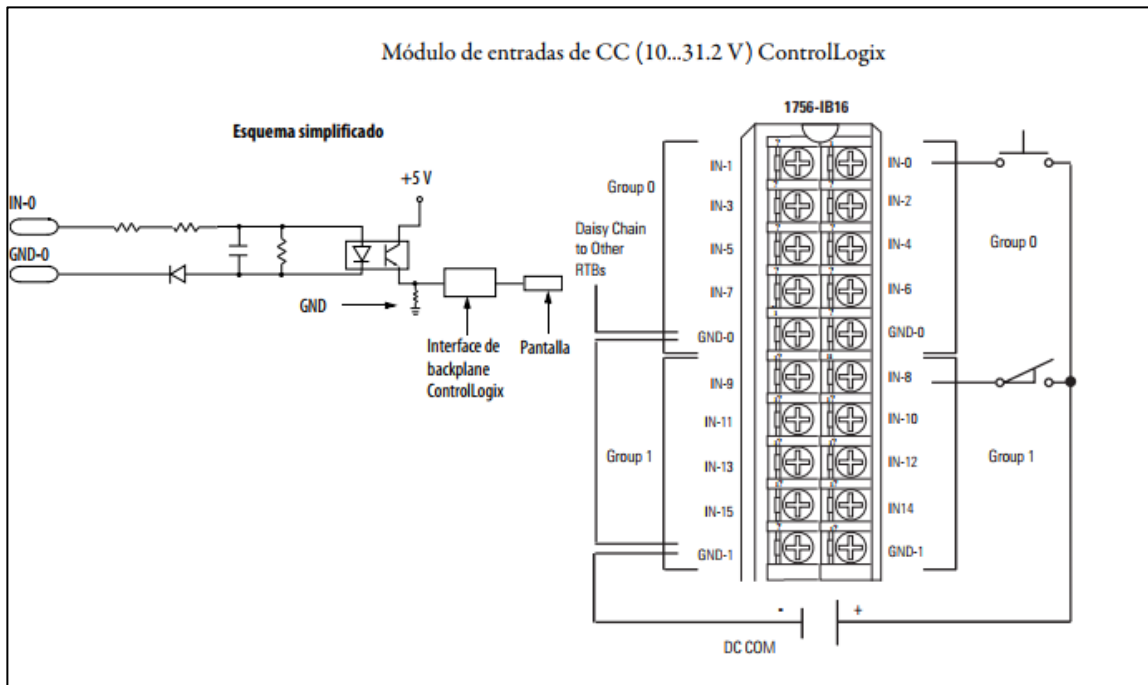 Módulo de entradas de CC (10...31.2 V) ControlLogix
Esquema simplificado
+5 V
IN-0
GND-0
GND
Interface de
backplane
ControlLogix
Pantalla
1756-IB16
Group 0
Daisy Chain
to Other
RTBs
Group 1
IN-1
IN-3
IN-5
IN-7
GND-0
IN-9
IN-11
IN-13
IN-15
GND-1
IN-0
IN-2
IN-4
IN-6
GND-0
IN-8
IN-10
IN-12
IN14
GND-1
Group 0
Group 1
- +
DC COM